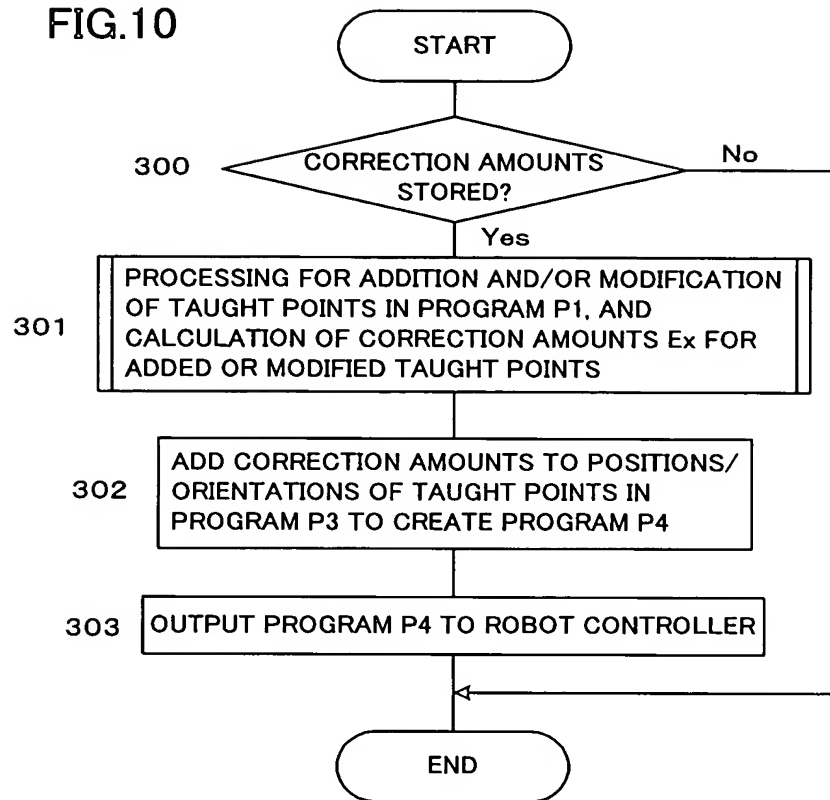 FIG.10
START
300
CORRECTION AMOUNTS
STORED?
No
Yes
301
PROCESSING FOR ADDITION AND/OR MODIFICATION
OF TAUGHT POINTS IN PROGRAM P1, AND
CALCULATION OF CORRECTION AMOUNTS Ex FOR
ADDED OR MODIFIED TAUGHT POINTS
302
ADD CORRECTION AMOUNTS TO POSITIONS/
ORIENTATIONS OF TAUGHT POINTS IN
PROGRAM P3 TO CREATE PROGRAM P4
303
OUTPUT PROGRAM P4 TO ROBOT CONTROLLER
END